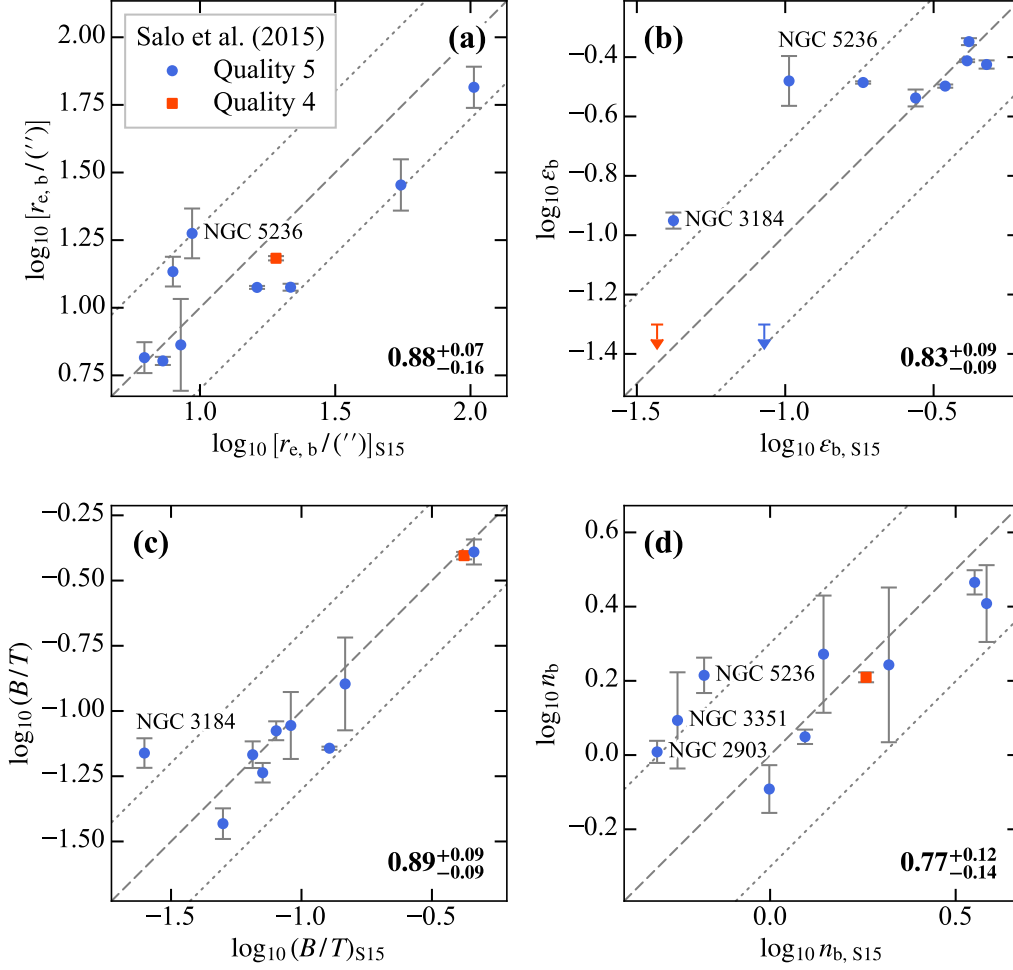 Salo et al. (2015)
Quality 5
Quality 4
(a)
NGC 5236
0.88 +0.07 −0.16
2.00
1.75
1.50
1.25
1.00
0.75
log10 [re, b / (′′)]
1.0
1.5
2.0
log10 [re, b / (′′)]S15
(b)
NGC 5236
NGC 3184
0.83 +0.09 −0.09
−0.4
−0.6
−0.8
−1.0
−1.2
−1.4
log10 εb
−1.5
−1.0
−0.5
log10 εb, S15
(c)
NGC 3184
0.89 +0.09 −0.09
−0.25
−0.50
−0.75
−1.00
−1.25
−1.50
log10 (B/T)
−1.5
−1.0
−0.5
log10 (B/T)S15
(d)
NGC 5236
NGC 3351
NGC 2903
0.77 +0.12 −0.14
0.6
0.4
0.2
0.0
−0.2
log10 nb
0.0
0.5
log10 nb, S15